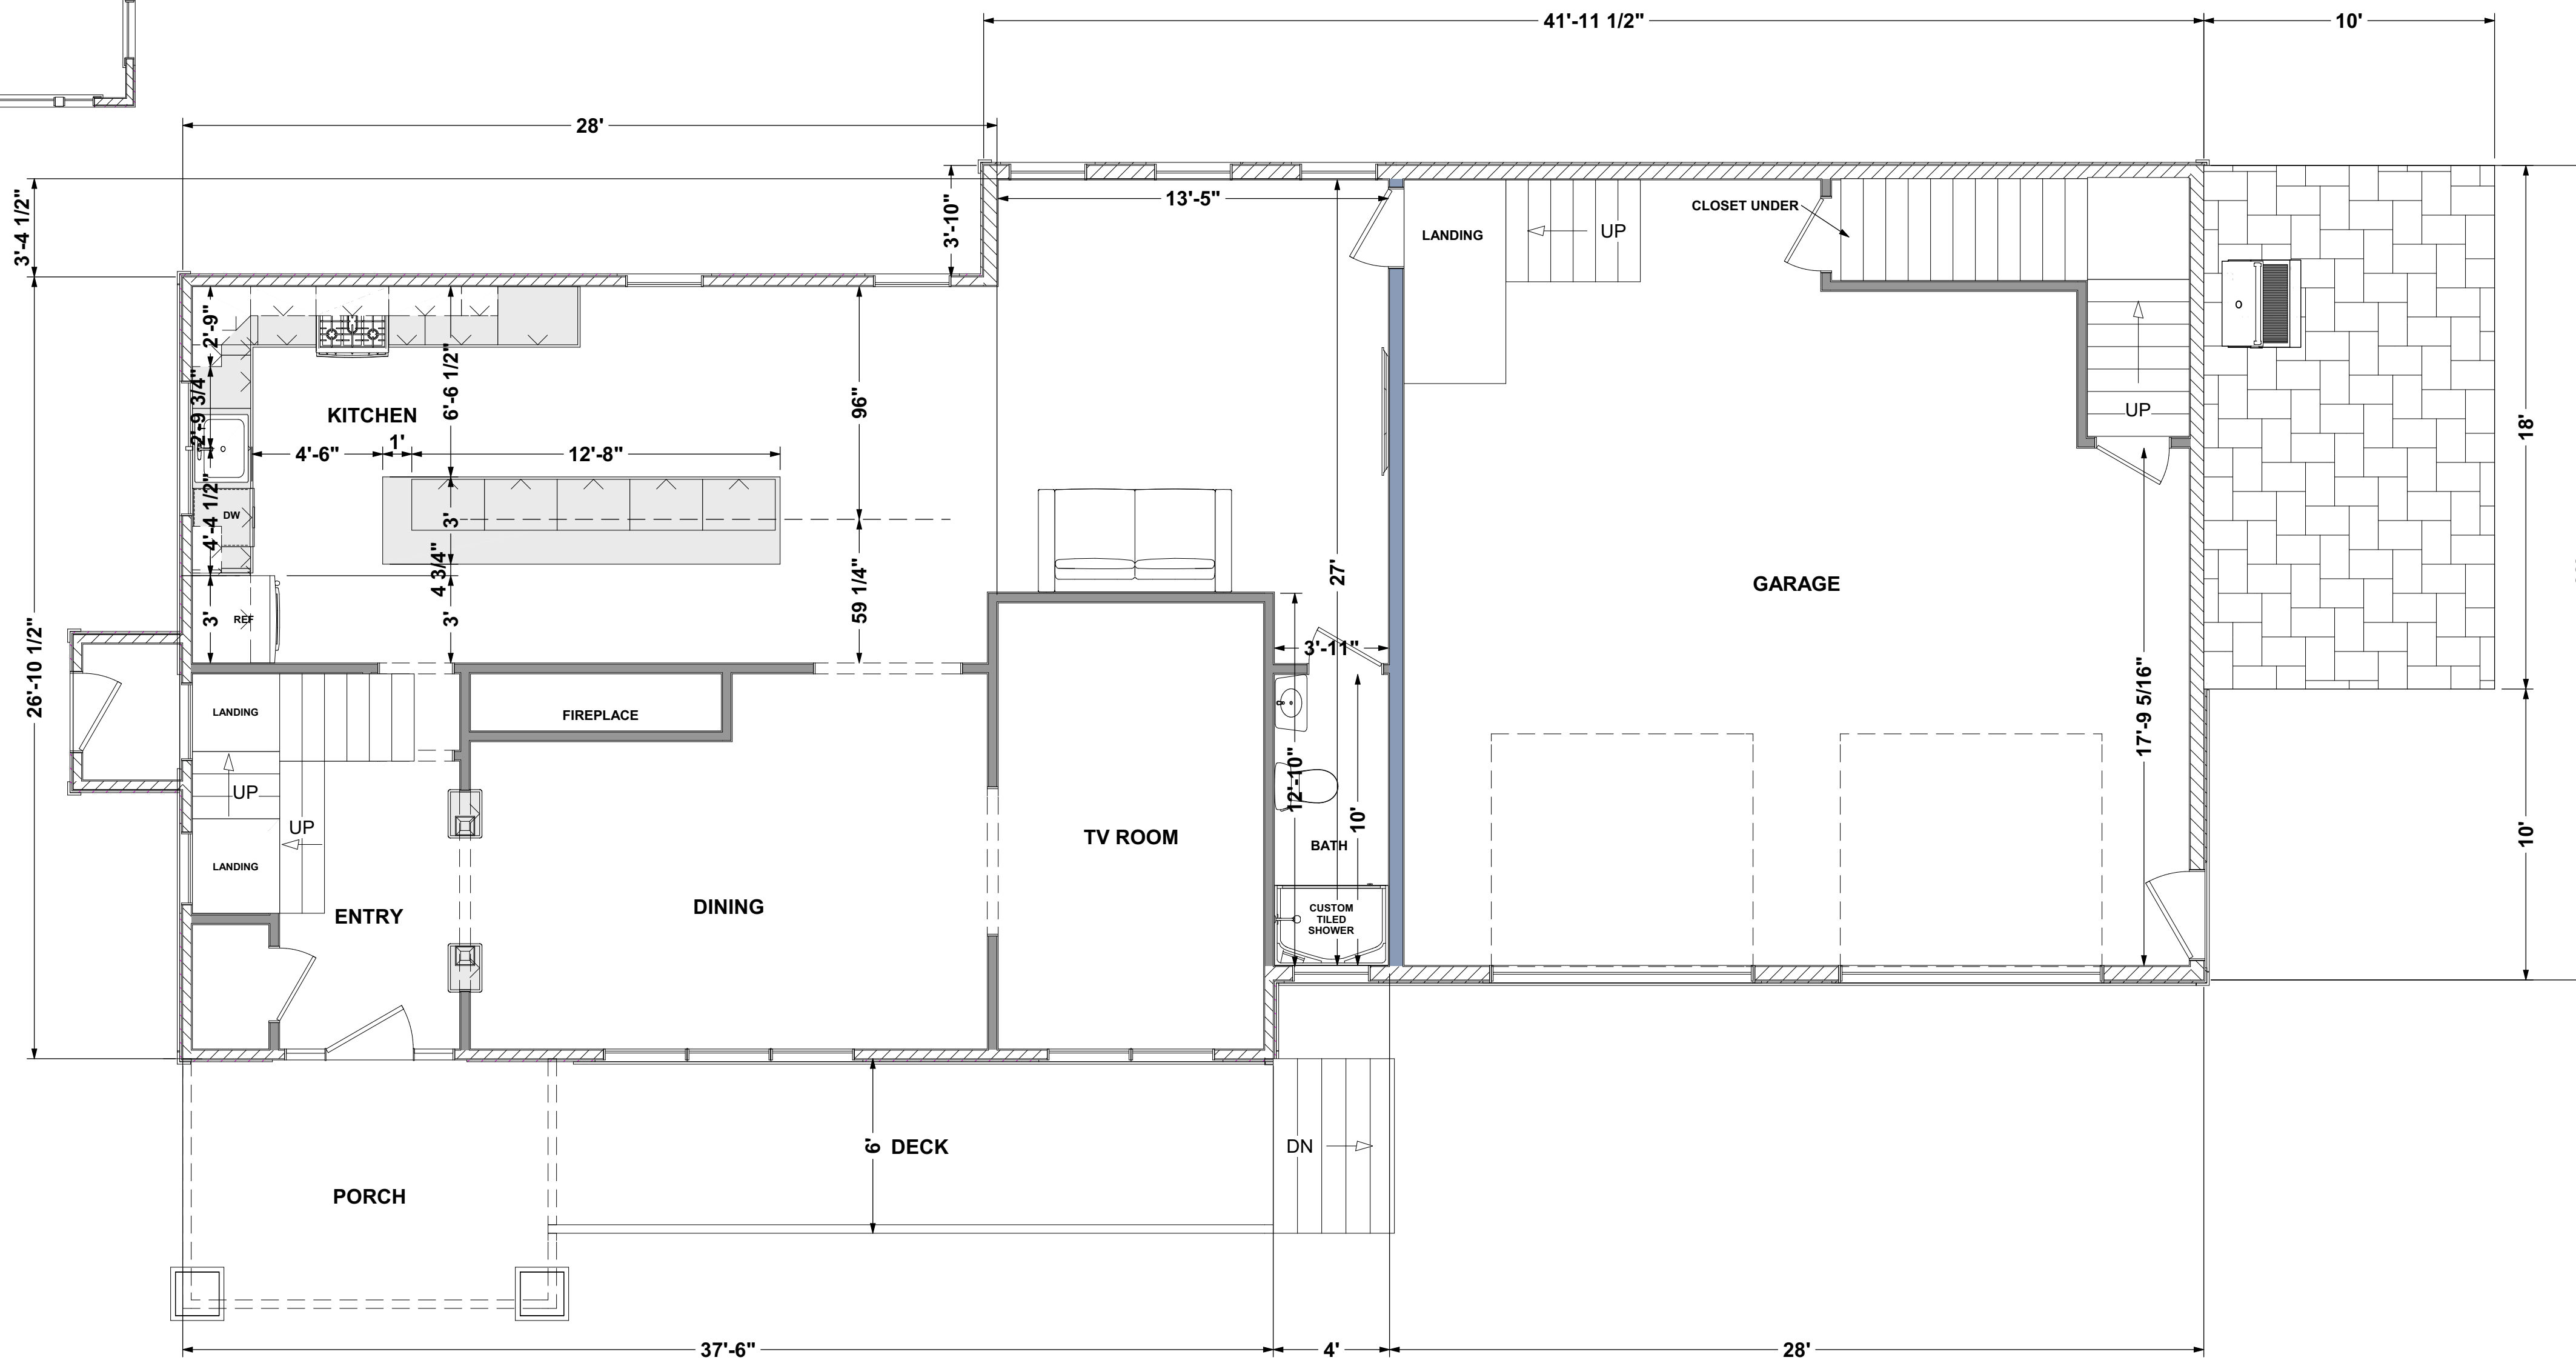 41'-11 1/2"
10'
28'
3'-4 1/2"
3'-10"
13'-5"
CLOSET UNDER
LANDING
UP
2'-9"
6'-6 1/2"
2'-9 3/4"
KITCHEN
96"
UP
18'
4'-6"
1'
12'-8"
4'-4 1/2"
DW
3'
4 3/4"
59 1/4"
27'
GARAGE
3'
REF
3'
3'-11"
26'-10 1/2"
LANDING
FIREPLACE
17'-9 5/16"
UP
12'-10"
10'
UP
TV ROOM
BATH
10'
LANDING
ENTRY
DINING
CUSTOM
TILED
SHOWER
6'
DECK
DN
PORCH
37'-6"
4'
28'